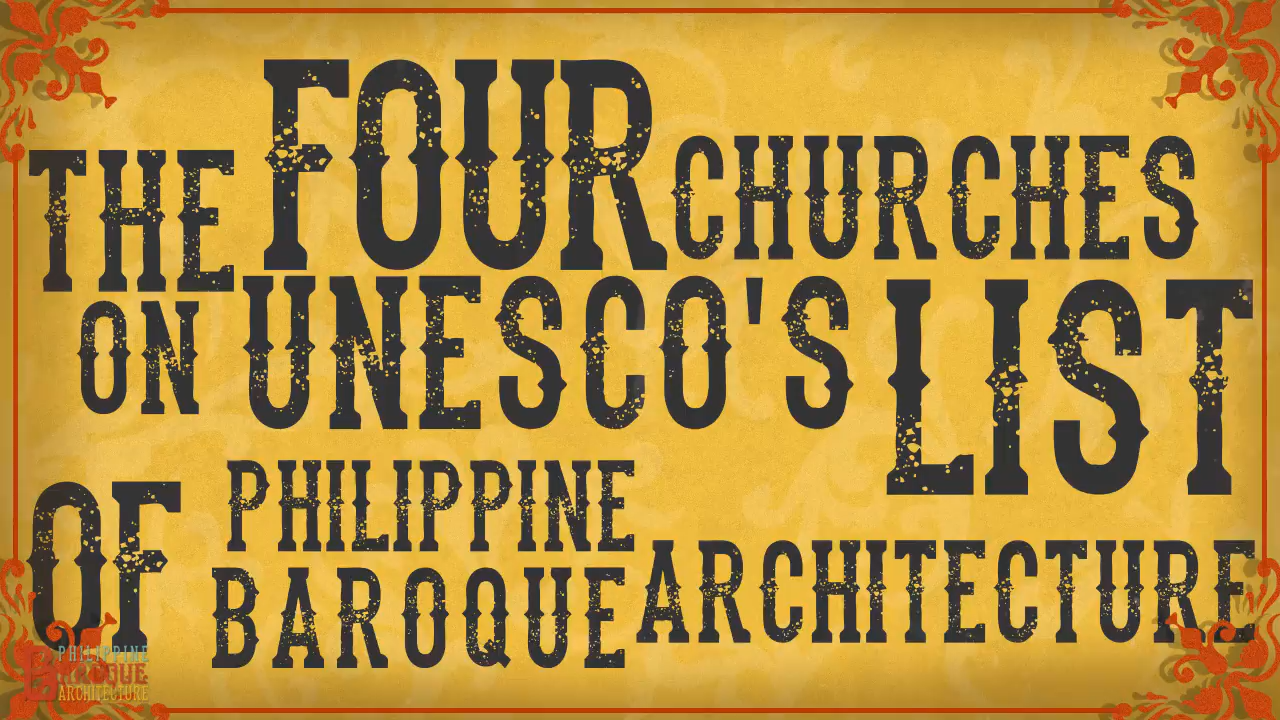 THE FOUR CHURCHES
ON UNESCO'S LIST
OF PHILIPPINE
BAROQUE ARCHITECTURE
PHILIPPINE
BAROQUE
ARCHITECTURE